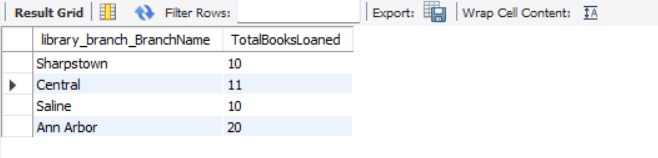 Result Grid Filter Rows: Export: Wrap Cell Content: IA
library_branch_BranchName TotalBooksLoaned
Sharpstown 10
Central 11
Saline 10
Ann Arbor 20